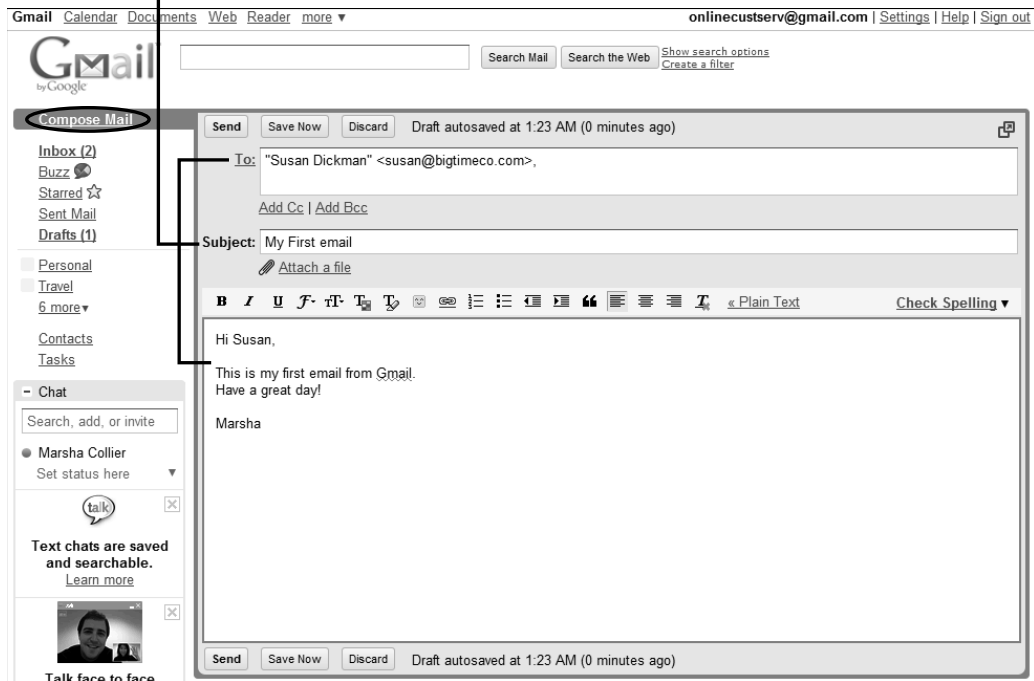 Gmail Calendar Documents Web Reader more ▼
onlinecustserv@gmail.com | Settings | Help | Sign out
Gmail
by Google
Search Mail
Search the Web
Show search options
Create a filter
Compose Mail
Inbox (2)
Buzz
Starred
Sent Mail
Drafts (1)
Personal
Travel
6 more▼
Contacts
Tasks
− Chat
Search, add, or invite
Marsha Collier
Set status here ▼
talk
Text chats are saved
and searchable.
Learn more
Talk face to face
Send Save Now Discard Draft autosaved at 1:23 AM (0 minutes ago)
To: "Susan Dickman" <susan@bigtimeco.com>,
Add Cc | Add Bcc
Subject: My First email
Attach a file
B I U « Plain Text Check Spelling ▼
Hi Susan,
This is my first email from Gmail.
Have a great day!
Marsha
Send Save Now Discard Draft autosaved at 1:23 AM (0 minutes ago)